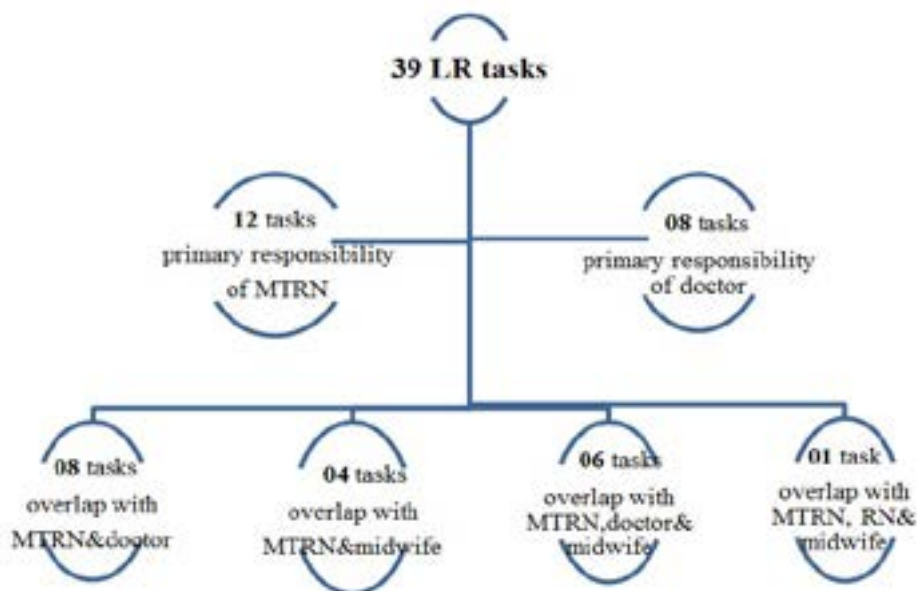 39 LR tasks
12 tasks
primary responsibility
of MTRN
08 tasks
primary responsibility
of doctor
08 tasks
overlap with
MTRN&doctor
04 tasks
overlap with
MTRN&midwife
06 tasks
overlap with
MTRN,doctor&
midwife
01 task
overlap with
MTRN, RN&
midwife